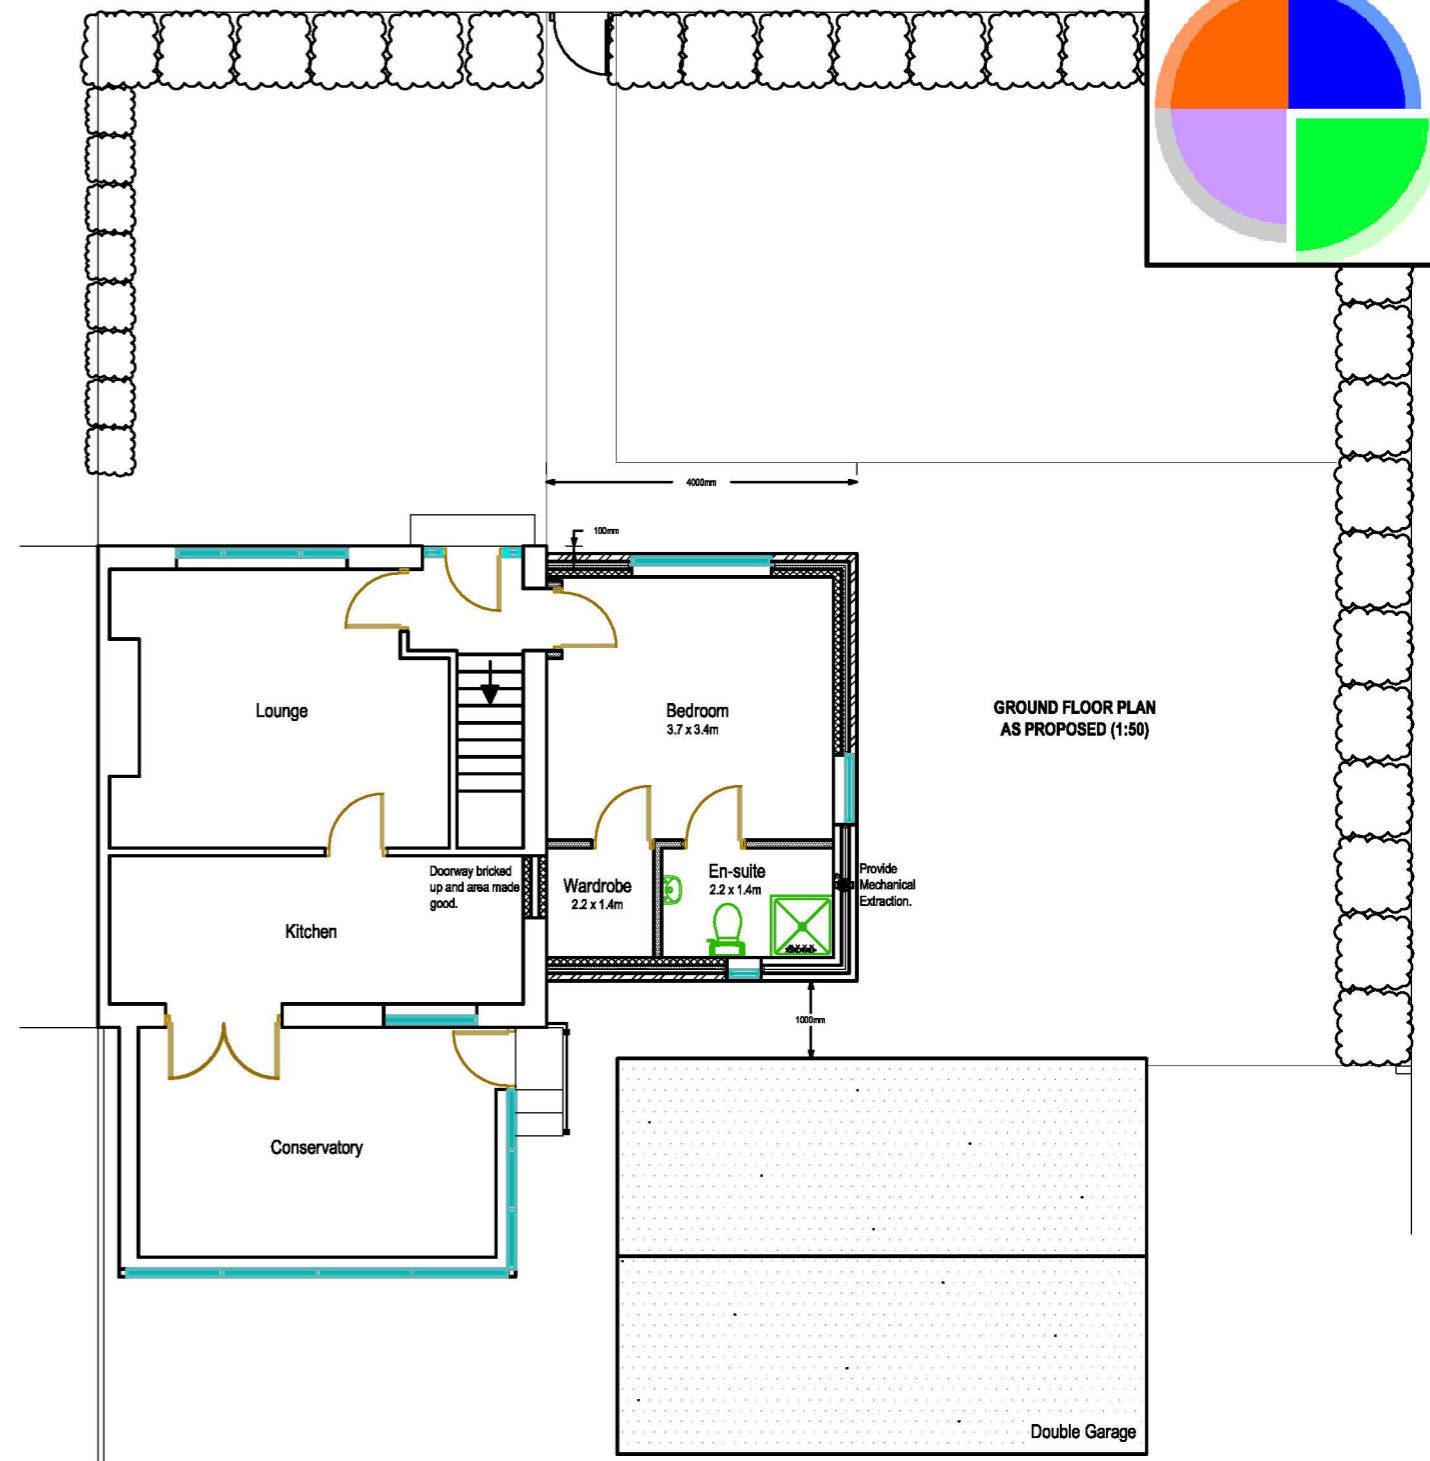 4000mm
100mm
Lounge
Bedroom
3.7 x 3.4m
GROUND FLOOR PLAN
AS PROPOSED (1:50)
Doorway bricked
up and area made
good.
Wardrobe
2.2 x 1.4m
En-suite
2.2 x 1.4m
Provide
Mechanical
Extraction.
Kitchen
1000mm
Conservatory
Double Garage